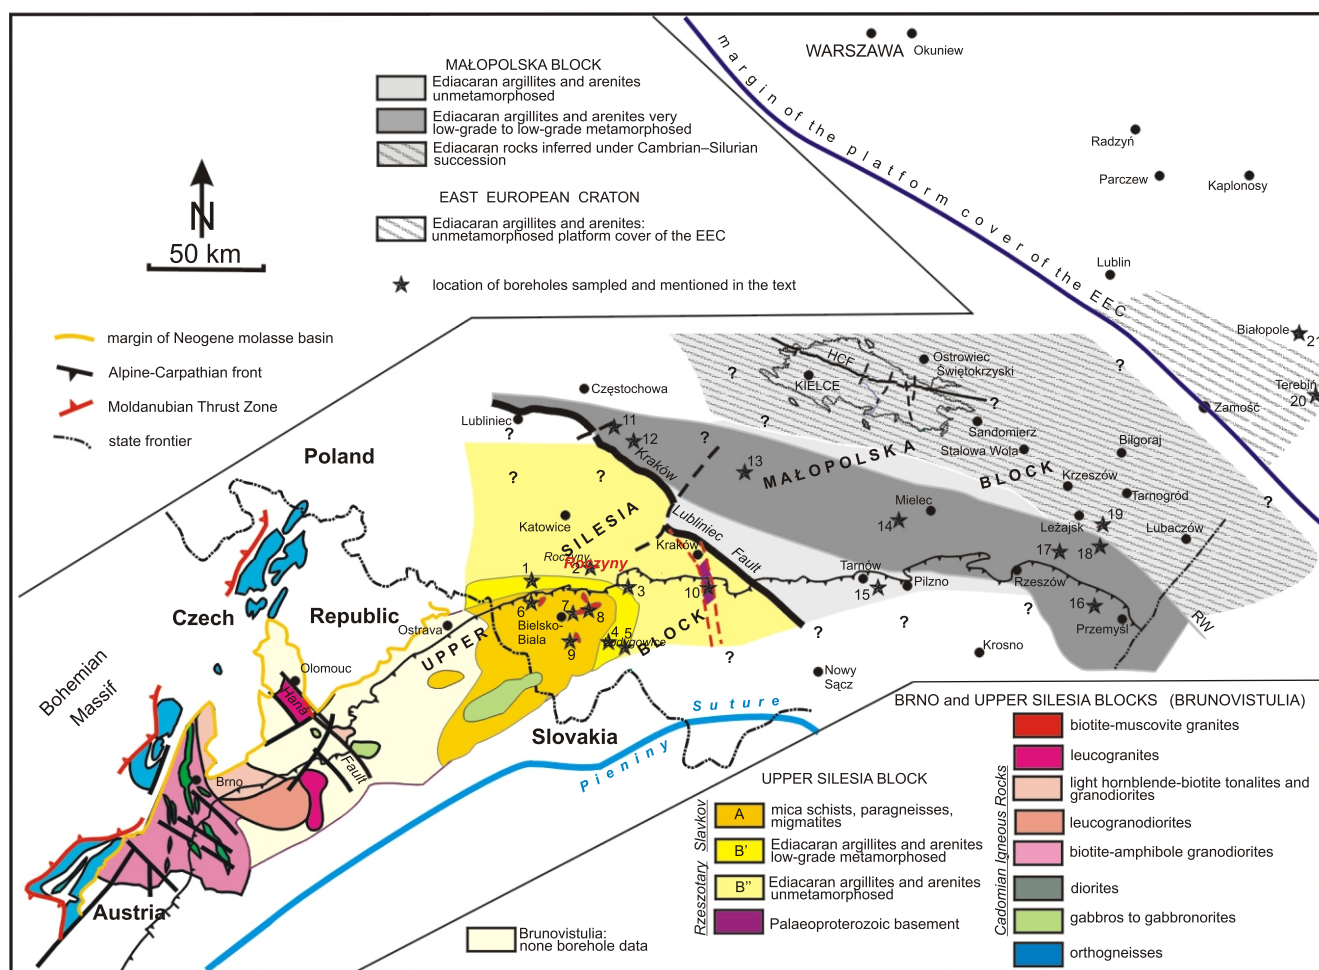 WARSZAWA
Okuniew
margin of the platform cover of the EEC
Radzyń
Parczew
Kaplonosy
Lublin
MAŁOPOLSKA BLOCK
Ediacaran argillites and arenites
unmetamorphosed
Ediacaran argillites and arenites very
low-grade to low-grade metamorphosed
Ediacaran rocks inferred under Cambrian–Silurian
succession
EAST EUROPEAN CRATON
Ediacaran argillites and arenites:
unmetamorphosed platform cover of the EEC
location of boreholes sampled and mentioned in the text
N
50 km
margin of Neogene molasse basin
Alpine-Carpathian front
Moldanubian Thrust Zone
state frontier
Białopole
21
Terebiń
20
Zamość
?
HCF
Ostrowiec
Świętokrzyski
KIELCE
?
?
?
Częstochowa
Lubliniec
?
11
12
Kraków
Lubliniec
Fault
?
13
MAŁOPOLSKA
BLOCK
Sandomierz
Stalowa Wola
Biłgoraj
Krzeszów
Tarnogród
?
Mielec
14
Leżajsk
19
Lubaczów
17
18
Poland
?
?
Katowice
SILESIA
Roczyny
Roczyny
Kraków
1
2
3
10
Tarnów
15
Pilzno
Rzeszów
16
Przemyśl
RW
?
?
?
?
Krosno
Nowy
Sącz
Czech
Republic
Ostrava
UPPER
6
7
8
Bielsko-
Biala
9
4
5
BLOCK
Olomouc
Hana
Fault
Bohemian
Massif
Brno
Austria
Slovakia
Pieniny
Suture
BRNO and UPPER SILESIA BLOCKS (BRUNOVISTULIA)
Cadomian Igneous Rocks
biotite-muscovite granites
leucogranites
light hornblende-biotite tonalites and
granodiorites
leucogranodiorites
biotite-amphibole granodiorites
diorites
gabbros to gabbronorites
orthogneisses
UPPER SILESIA BLOCK
Slavkov
A
mica schists, paragneisses,
migmatites
Rzeszotary
B'
Ediacaran argillites and arenites
low-grade metamorphosed
B''
Ediacaran argillites and arenites
unmetamorphosed
Palaeoproterozoic basement
Brunovistulia:
none borehole data